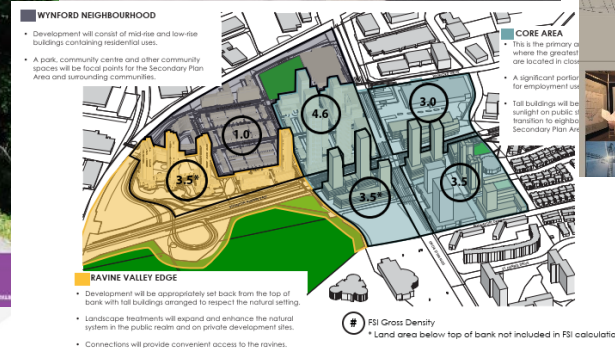 WYNFORD NEIGHBOURHOOD
• Development will consist of mid-rise and low-rise
buildings containing residential uses.
• A park, community centre and other community
spaces will be focal points for the Secondary Plan
Area and surrounding communities.
CORE AREA
• This is the primary a
where the greatest
are located in close
• A significant portion
for employment use
• Tall buildings will be
sunlight on public s
transition to eighbo
Secondary Plan Are
4.6
3.0
1.0
3.5*
3.5*
3.5
RAVINE VALLEY EDGE
• Development will be appropriately set back from the top of
bank with tall buildings arranged to respect the natural setting.
• Landscape treatments will expand and enhance the natural
system in the public realm and on private development sites.
• Connections will provide convenient access to the ravines.
# FSI Gross Density
* Land area below top of bank not included in FSI calculatio